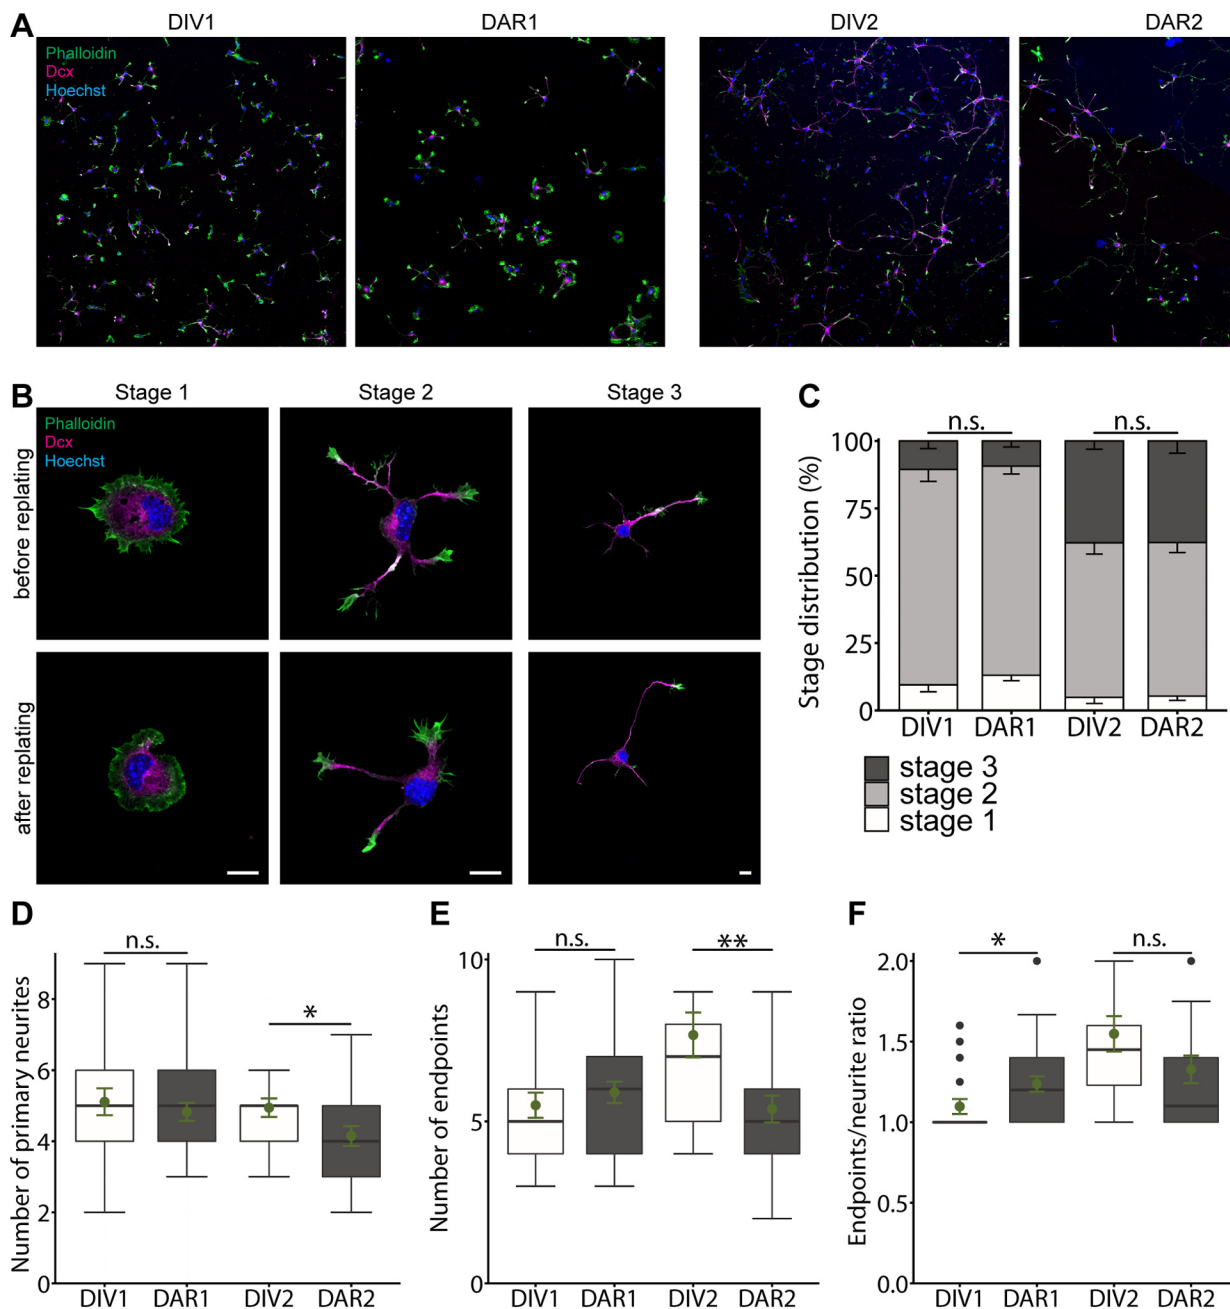 A
DIV1 DAR1 DIV2 DAR2
Phalloidin
Dcx
Hoechst
B
Stage 1 Stage 2 Stage 3
Phalloidin
Dcx
Hoechst
before replating
after replating
C
n.s. n.s.
100
75
50
25
0
Stage distribution (%)
DIV1 DAR1 DIV2 DAR2
stage 3
stage 2
stage 1
D
n.s.
*
8
6
4
2
0
Number of primary neurites
DIV1 DAR1 DIV2 DAR2
E
n.s. **
10
5
0
Number of endpoints
DIV1 DAR1 DIV2 DAR2
F
* n.s.
2.0
1.5
1.0
0.5
0.0
Endpoints/neurite ratio
DIV1 DAR1 DIV2 DAR2